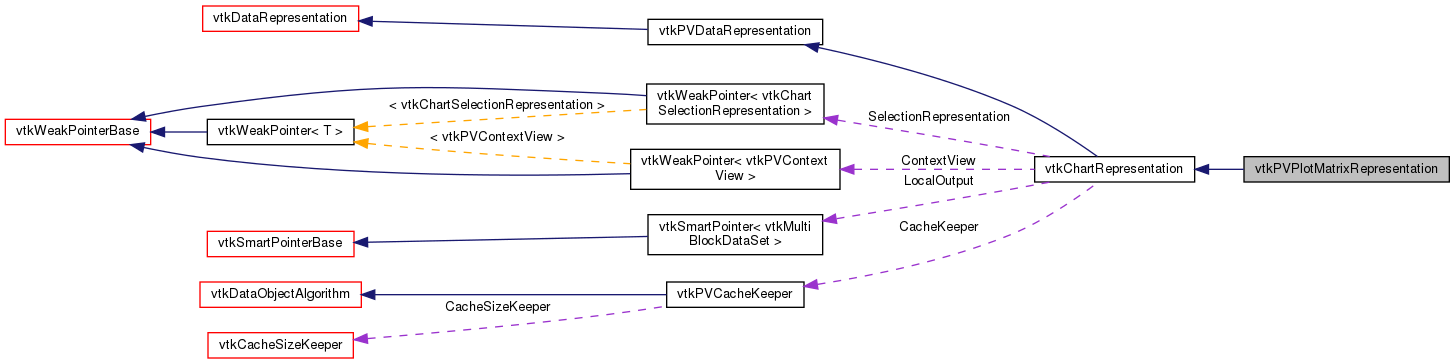 vtkDataRepresentation
vtkPVDataRepresentation
vtkWeakPointer< vtkChart
SelectionRepresentation >
< vtkChartSelectionRepresentation >
SelectionRepresentation
vtkWeakPointerBase
vtkWeakPointer< T >
< vtkPVContextView >
vtkWeakPointer< vtkPVContext
View >
ContextView
vtkChartRepresentation
vtkPVPlotMatrixRepresentation
LocalOutput
vtkSmartPointerBase
vtkSmartPointer< vtkMulti
BlockDataSet >
CacheKeeper
vtkDataObjectAlgorithm
vtkPVCacheKeeper
CacheSizeKeeper
vtkCacheSizeKeeper